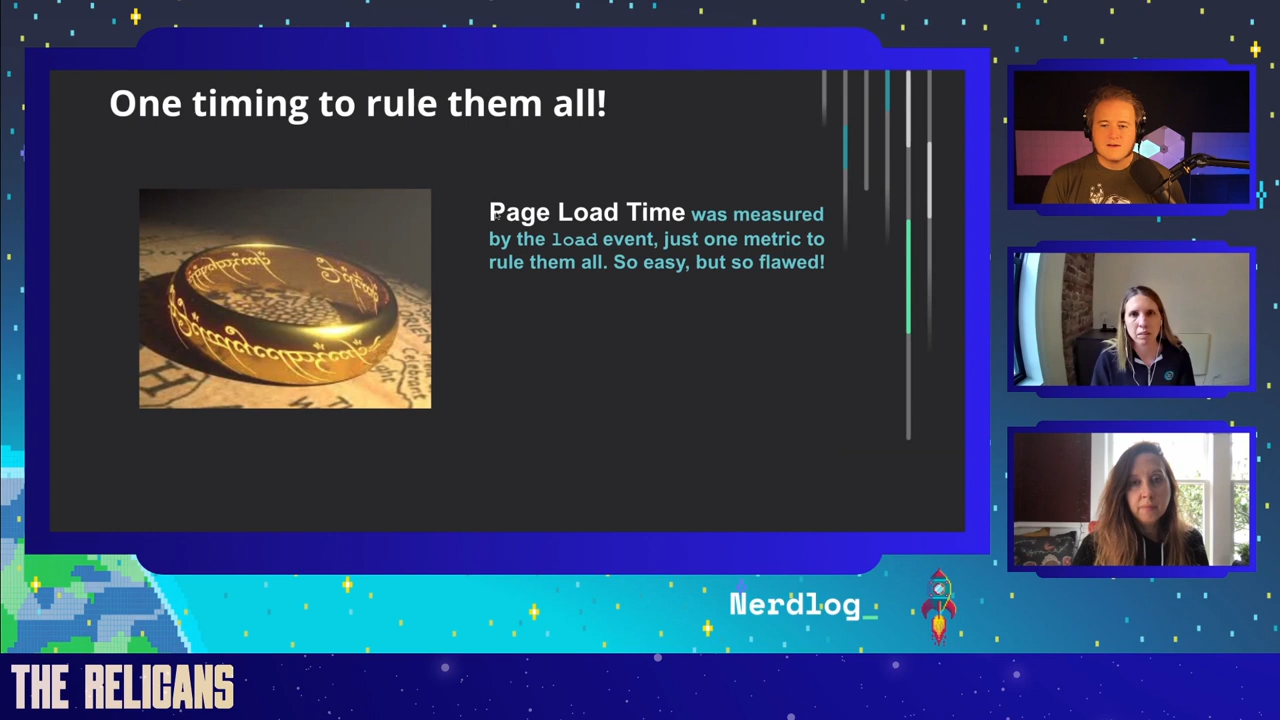 One timing to rule them all!
Page Load Time was measured
by the load event, just one metric to
rule them all. So easy, but so flawed!
Nerdlog_
THE RELICANS